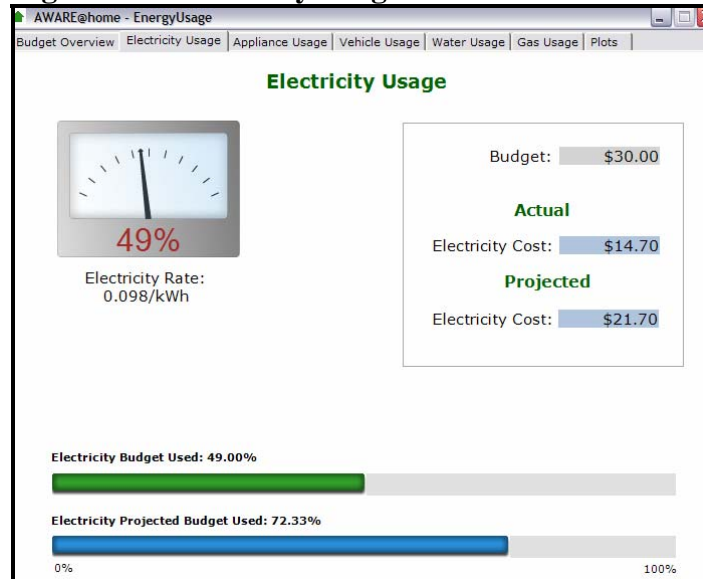 AWARE@home - EnergyUsage
Budget Overview Electricity Usage Appliance Usage Vehicle Usage Water Usage Gas Usage Plots
Electricity Usage
49%
Electricity Rate:
0.098/kWh
Budget: $30.00
Actual
Electricity Cost: $14.70
Projected
Electricity Cost: $21.70
Electricity Budget Used: 49.00%
Electricity Projected Budget Used: 72.33%
0% 100%